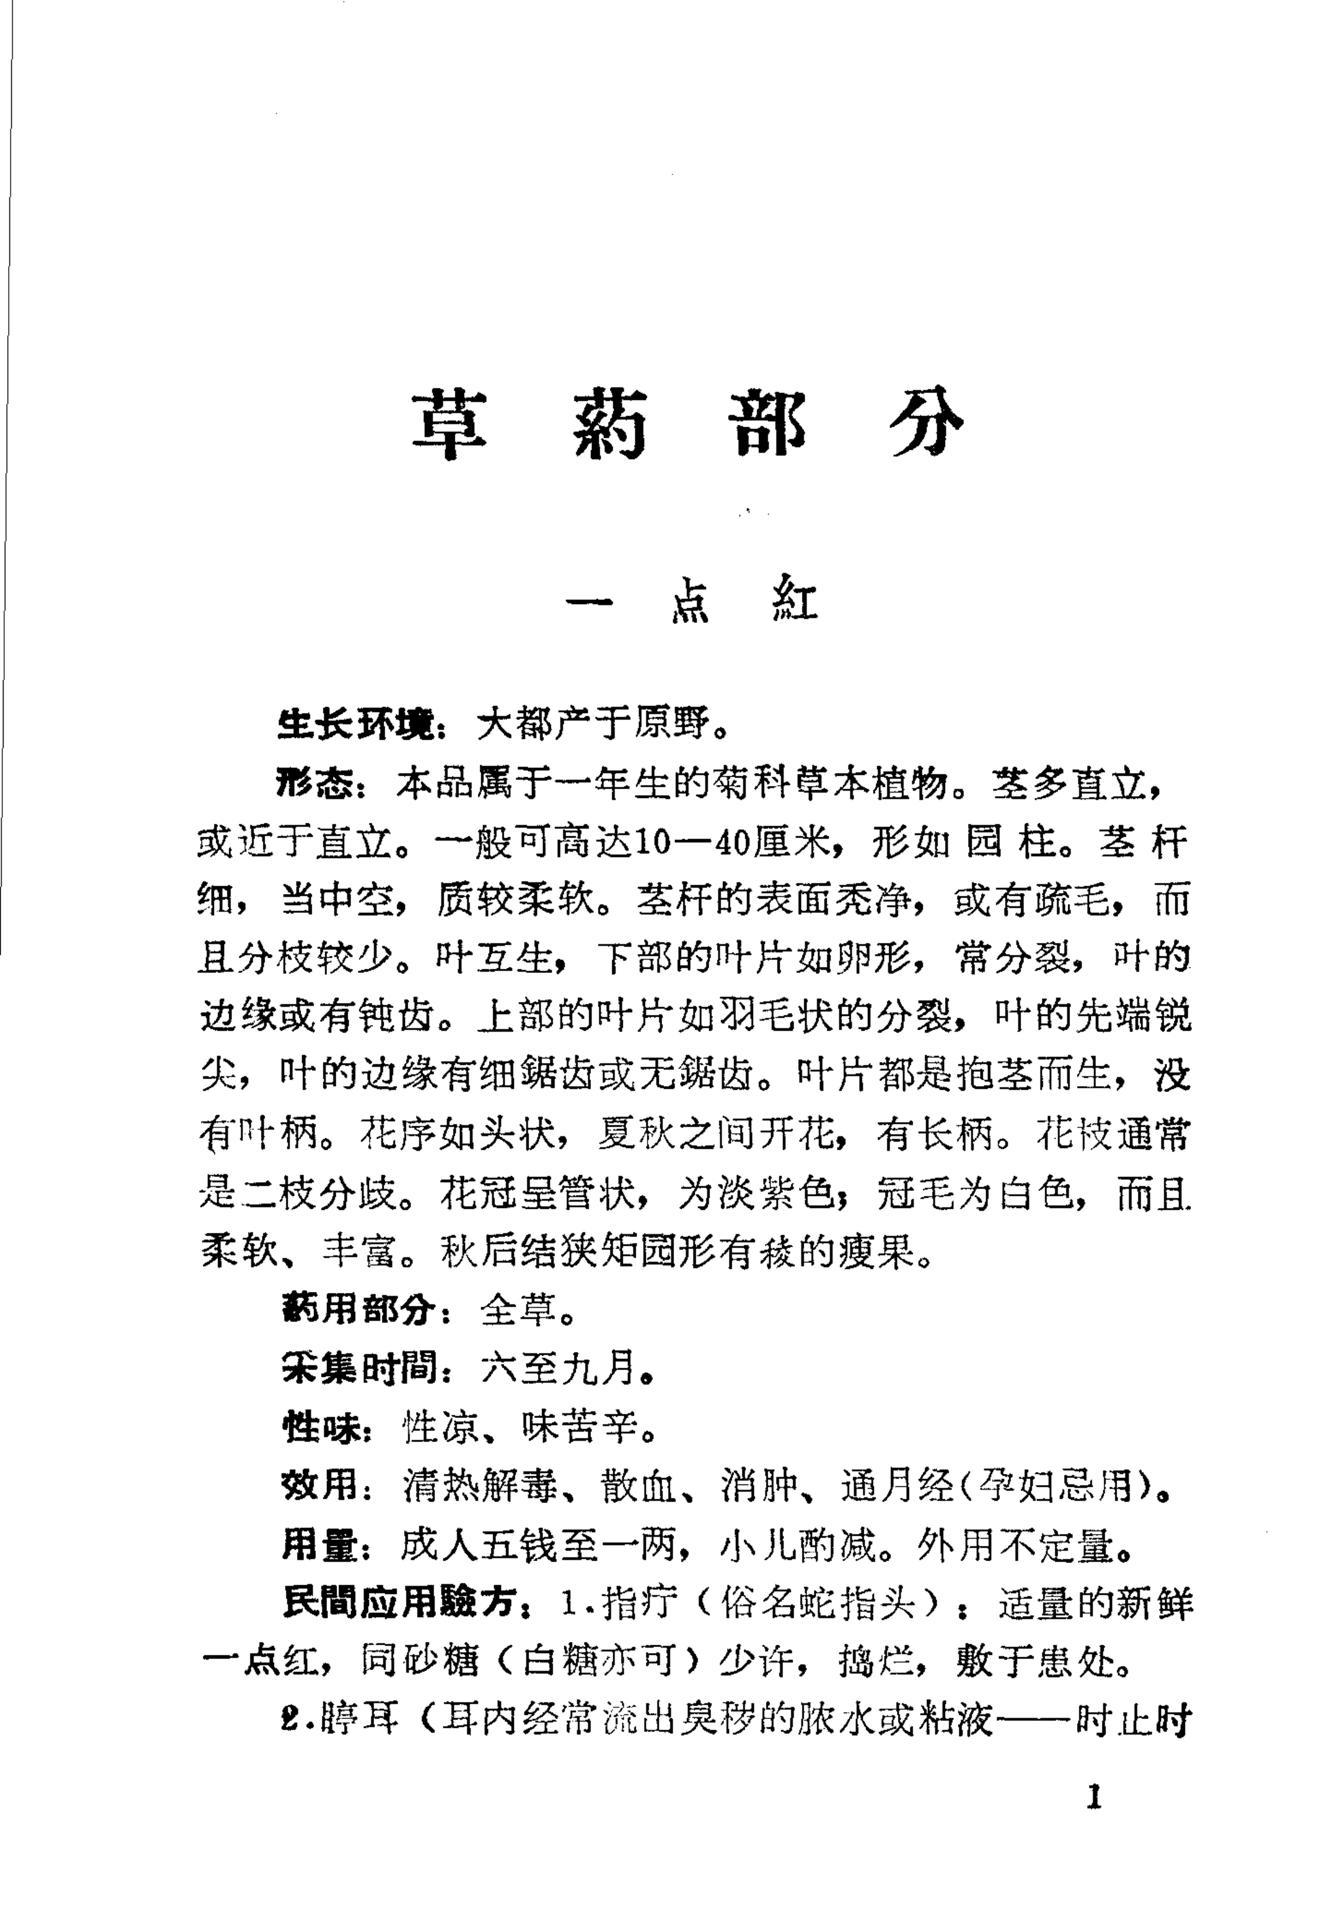 草药部分
一点紅
生长环境：大都产于原野。
形态：本品属于一年生的菊科草本植物。茎多直立，
或近于直立。一般可高达10—40厘米，形如园柱。茎杆
细，当中空，质较柔软。茎杆的表面秃净，或有疏毛，而
且分枝较少。叶互生，下部的叶片如卵形，常分裂，叶的
边缘或有钝齿。上部的叶片如羽毛状的分裂，叶的先端锐
尖，叶的边缘有细鋸齿或无鋸齿。叶片都是抱茎而生，没
有叶柄。花序如头状，夏秋之间开花，有长柄。花枝通常
是二枝分歧。花冠呈管状，为淡紫色；冠毛为白色，而且
柔软、丰富。秋后结狭矩园形有稜的瘦果。
药用部分：全草。
采集时間：六至九月。
性味：性凉、味苦辛。
效用：清热解毒、散血、消肿、通月经(孕妇忌用)。
用量：成人五钱至一两，小儿酌减。外用不定量。
民間应用驗方：1.指疔（俗名蛇指头）：适量的新鲜
一点红，同砂糖（白糖亦可）少许，捣烂，敷于患处。
2.脝耳（耳内经常流出臭秽的脓水或粘液——时止时
1